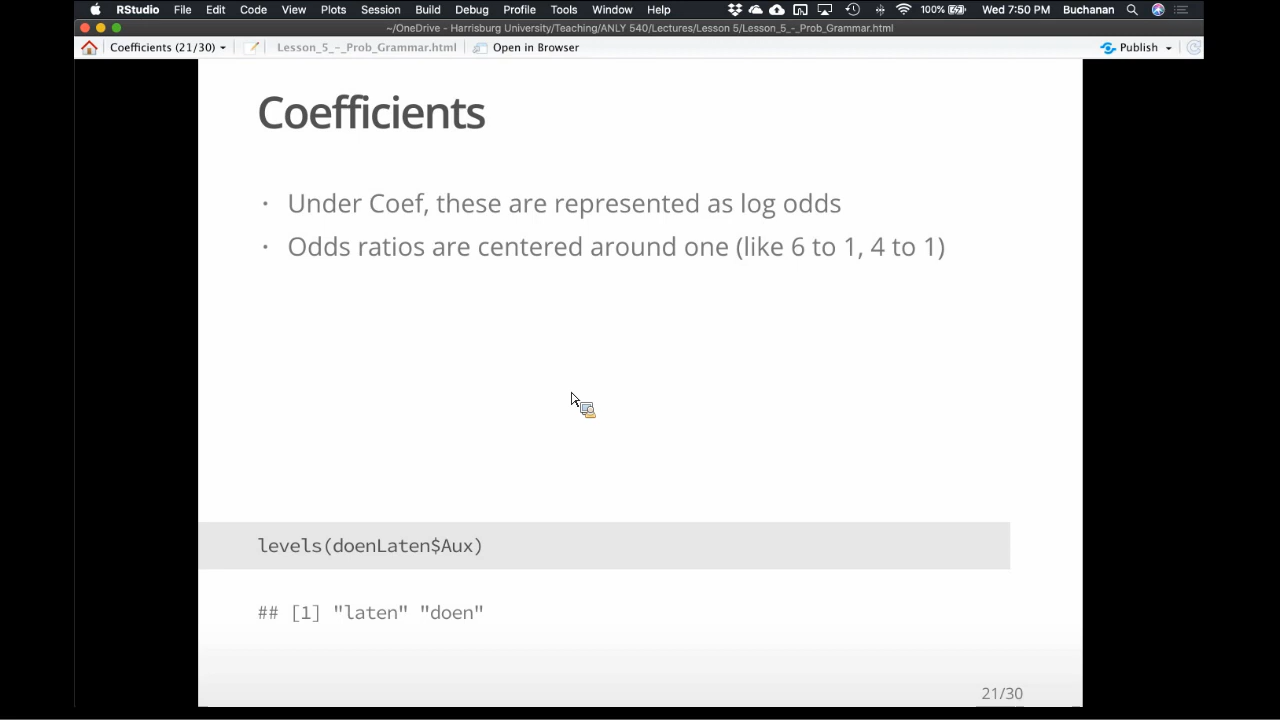 RStudio File Edit Code View Plots Session Build Debug Profile Tools Window Help 100% Wed 7:50 PM Buchanan
~/OneDrive - Harrisburg University/Teaching/ANLY 540/Lectures/Lesson 5/Lesson_5_-_Prob_Grammar.html
Coefficients (21/30) Lesson_5_-_Prob_Grammar.html Open in Browser Publish
Coefficients
• Under Coef, these are represented as log odds
• Odds ratios are centered around one (like 6 to 1, 4 to 1)
levels(doenLaten$Aux)
## [1] "laten" "doen"
21/30